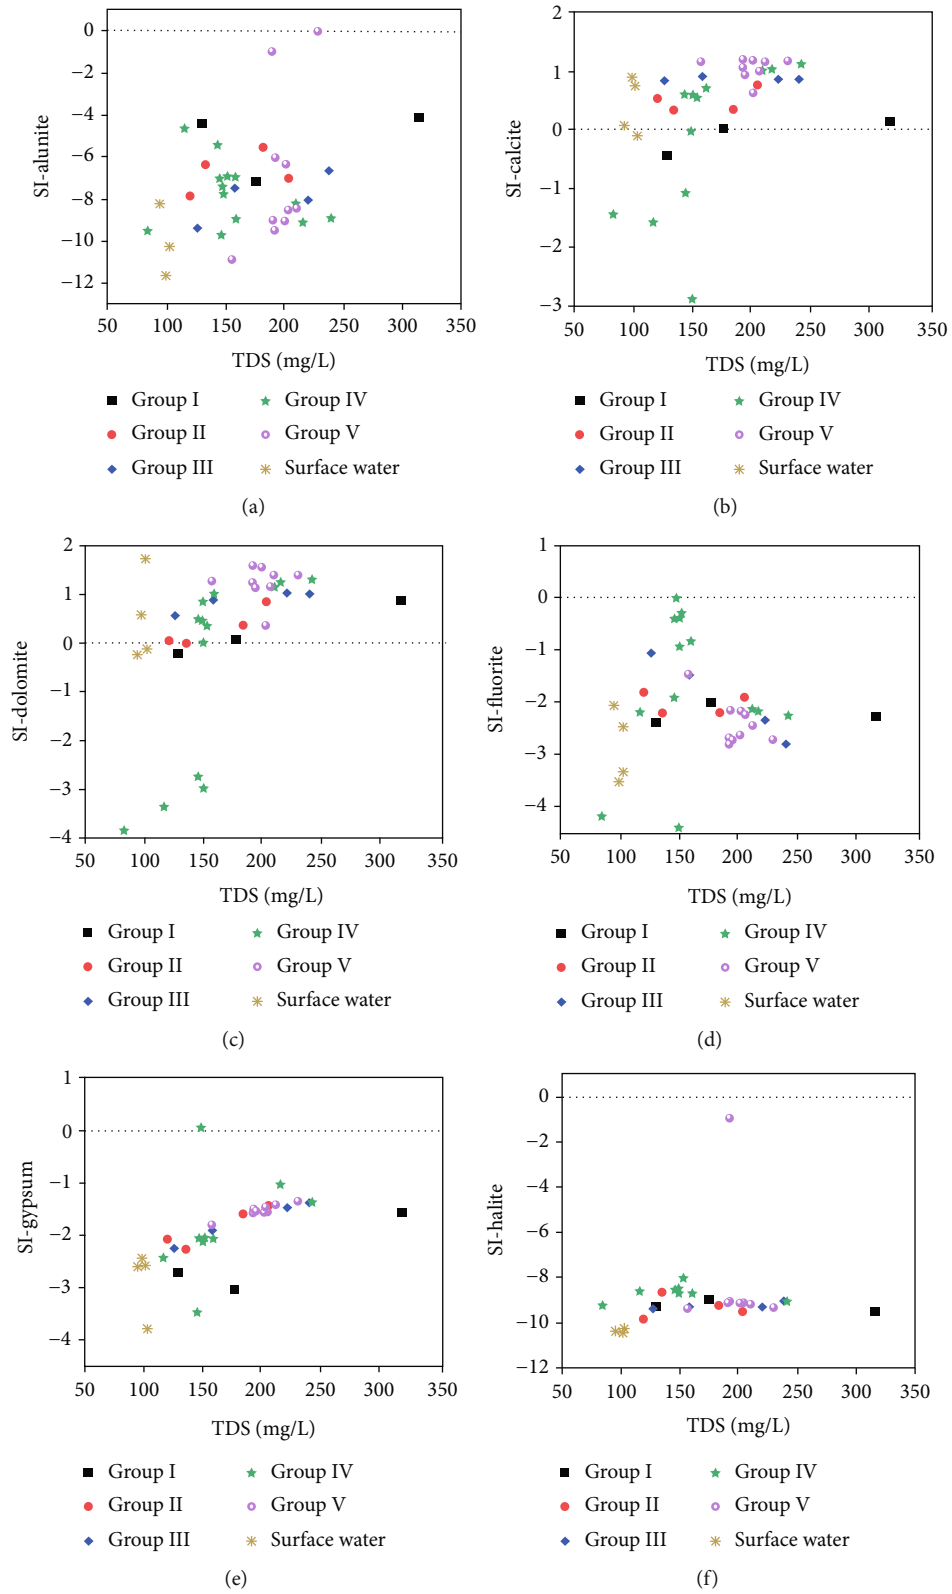 0
−4
−6
−8
−10
−12
SI-alunite
50 100 150 200 250 300 350
TDS (mg/L)
Group I Group IV
Group II Group V
Group III Surface water
(a)
2
1
0
−1
−2
−3
SI-calcite
50 100 150 200 250 300 350
TDS (mg/L)
Group I Group IV
Group II Group V
Group III Surface water
(b)
2
1
0
−1
−2
−3
−4
SI-dolomite
50 100 150 200 250 300 350
TDS (mg/L)
Group I Group IV
Group II Group V
Group III Surface water
(c)
1
0
−1
−2
−3
−4
SI-fluorite
50 100 150 200 250 300 350
TDS (mg/L)
Group I Group IV
Group II Group V
Group III Surface water
(d)
1
0
−1
−2
−3
−4
SI-gypsum
50 100 150 200 250 300 350
TDS (mg/L)
Group I Group IV
Group II Group V
Group III Surface water
(e)
0
−2
−4
−6
−8
−10
−12
SI-halite
50 100 150 200 250 300 350
TDS (mg/L)
Group I Group IV
Group II Group V
Group III Surface water
(f)